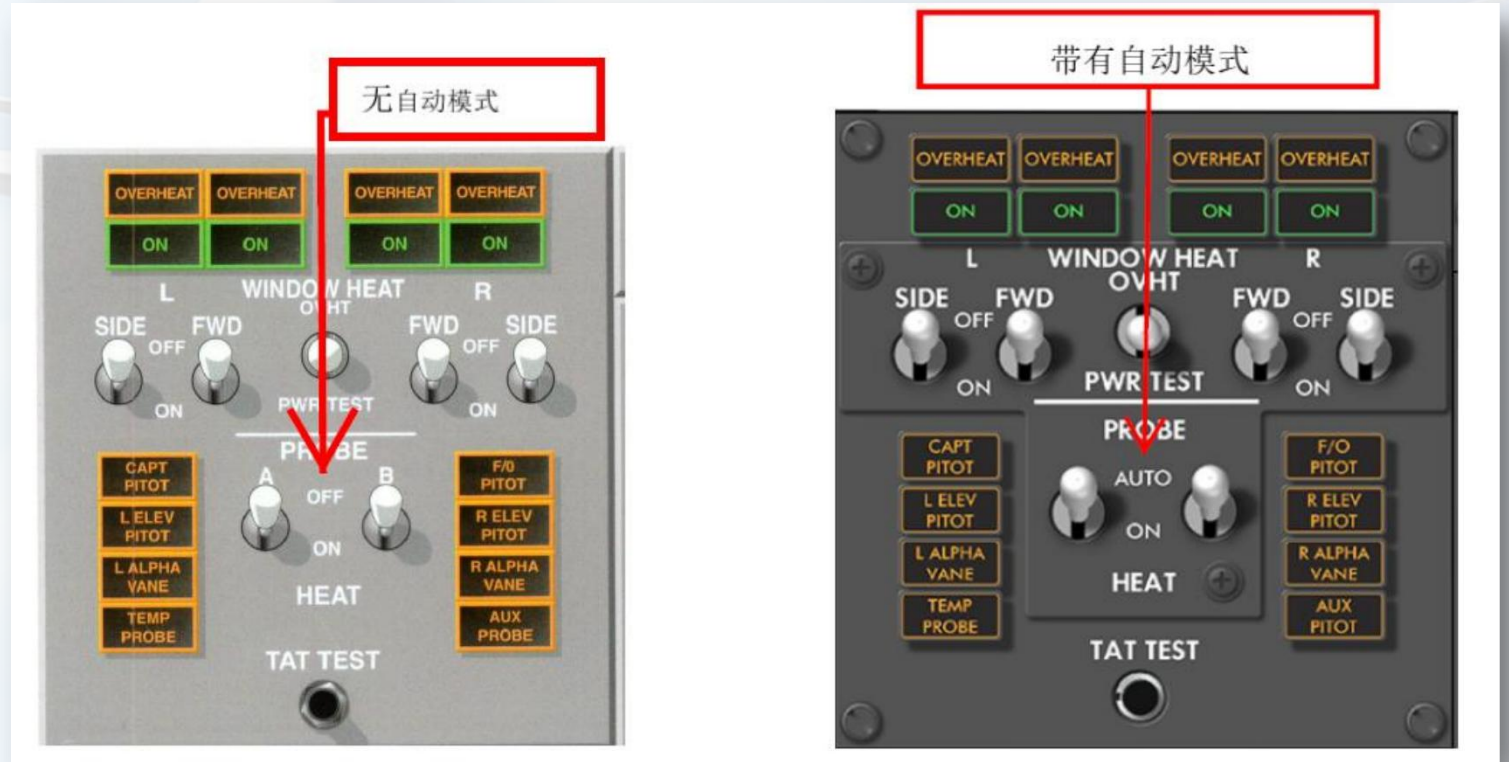 无自动模式
OVERHEAT OVERHEAT OVERHEAT OVERHEAT
ON ON ON ON
L WINDOW HEAT R
OVHT
SIDE FWD FWD SIDE
OFF OFF
ON PWR TEST ON
PROBE
CAPT PITOT
A B
F/O PITOT
OFF
L ELEV PITOT
R ELEV PITOT
ON
L ALPHA VANE
R ALPHA VANE
HEAT
TEMP PROBE
AUX PROBE
TAT TEST
带有自动模式
OVERHEAT OVERHEAT OVERHEAT OVERHEAT
ON ON ON ON
L WINDOW HEAT R
OVHT
SIDE FWD FWD SIDE
OFF OFF
ON PWR TEST ON
PROBE
CAPT PITOT
F/O PITOT
AUTO
L ELEV PITOT
R ELEV PITOT
ON
L ALPHA VANE
R ALPHA VANE
HEAT
TEMP PROBE
AUX PITOT
TAT TEST